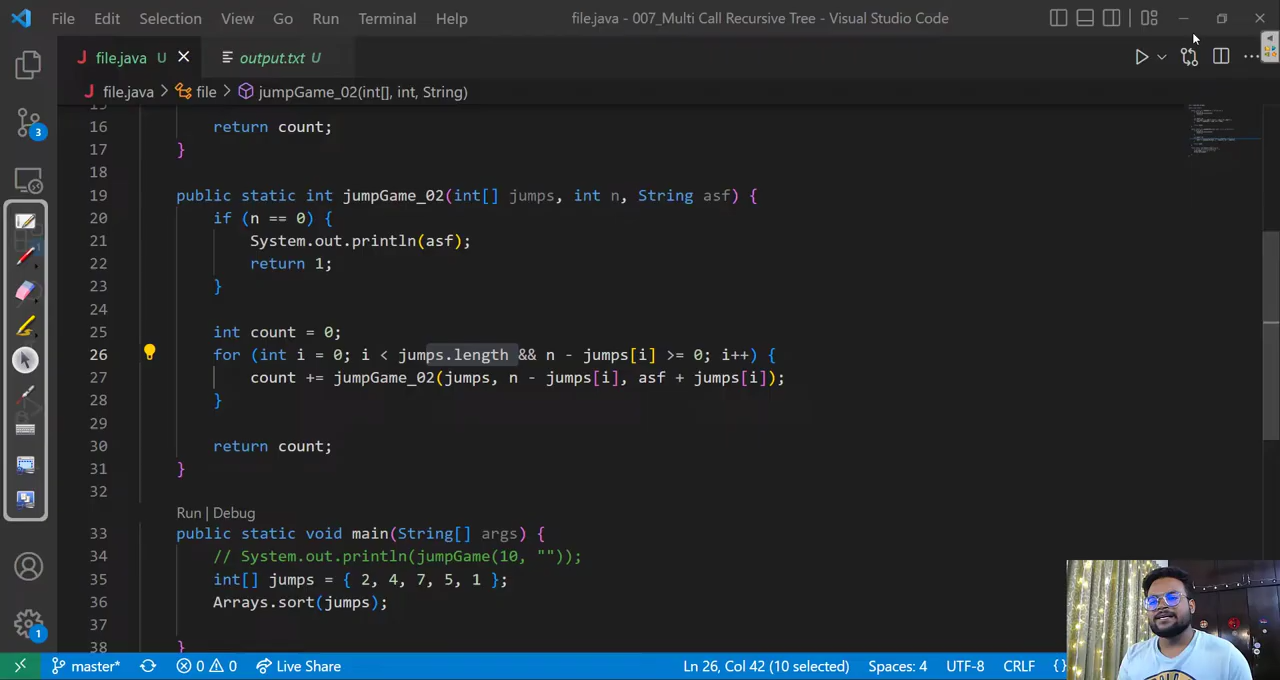 File Edit Selection View Go Run Terminal Help file.java - 007_Multi Call Recursive Tree - Visual Studio Code
J file.java U output.txt U
J file.java > file > jumpGame_02(int[], int, String)
16 return count;
17 }
18
19 public static int jumpGame_02(int[] jumps, int n, String asf) {
20 if (n == 0) {
21 System.out.println(asf);
22 return 1;
23 }
24
25 int count = 0;
26 for (int i = 0; i < jumps.length && n - jumps[i] >= 0; i++) {
27 count += jumpGame_02(jumps, n - jumps[i], asf + jumps[i]);
28 }
29
30 return count;
31 }
32
Run | Debug
33 public static void main(String[] args) {
34 // System.out.println(jumpGame(10, ""));
35 int[] jumps = { 2, 4, 7, 5, 1 };
36 Arrays.sort(jumps);
37
38 }
3
1
master* 0 0 Live Share Ln 26, Col 42 (10 selected) Spaces: 4 UTF-8 CRLF {}